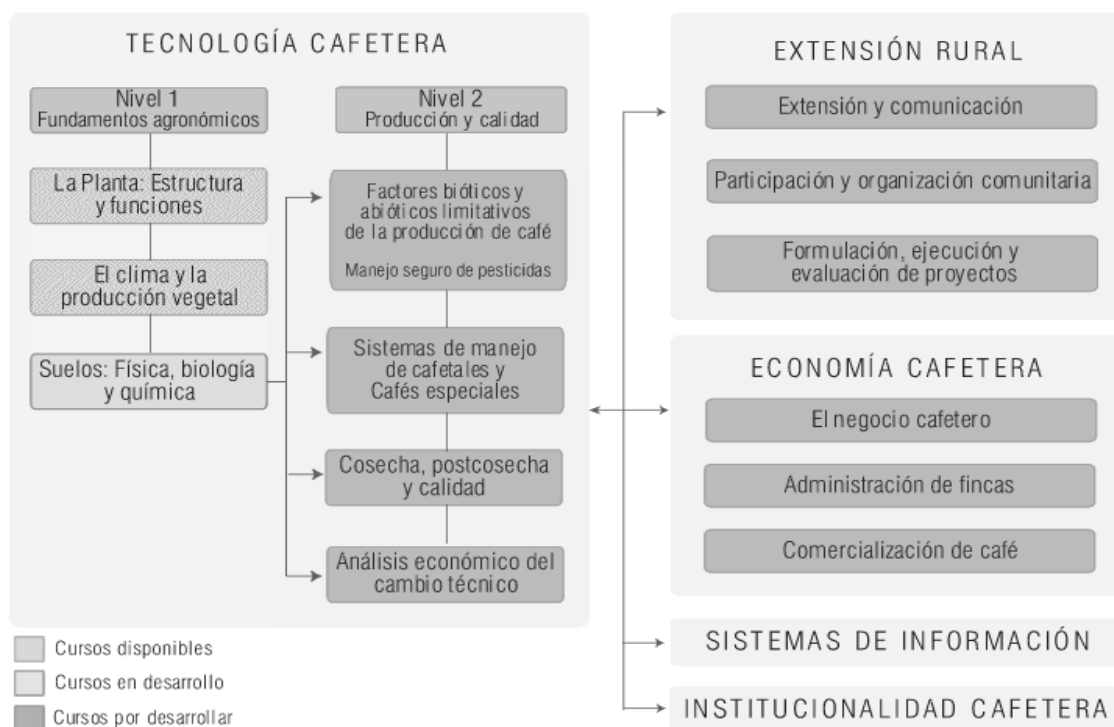 TECNOLOGÍA CAFETERA
Nivel 1
Fundamentos agronómicos
La Planta: Estructura
y funciones
El clima y la
producción vegetal
Suelos: Física, biología
y química
Nivel 2
Producción y calidad
Factores bióticos y
abióticos limitativos
de la producción de café
Manejo seguro de pesticidas
Sistemas de manejo
de cafetales y
Cafés especiales
Cosecha, postcosecha
y calidad
Análisis económico del
cambio técnico
Cursos disponibles
Cursos en desarrollo
Cursos por desarrollar
EXTENSIÓN RURAL
Extensión y comunicación
Participación y organización comunitaria
Formulación, ejecución y
evaluación de proyectos
ECONOMÍA CAFETERA
El negocio cafetero
Administración de fincas
Comercialización de café
SISTEMAS DE INFORMACIÓN
INSTITUCIONALIDAD CAFETERA